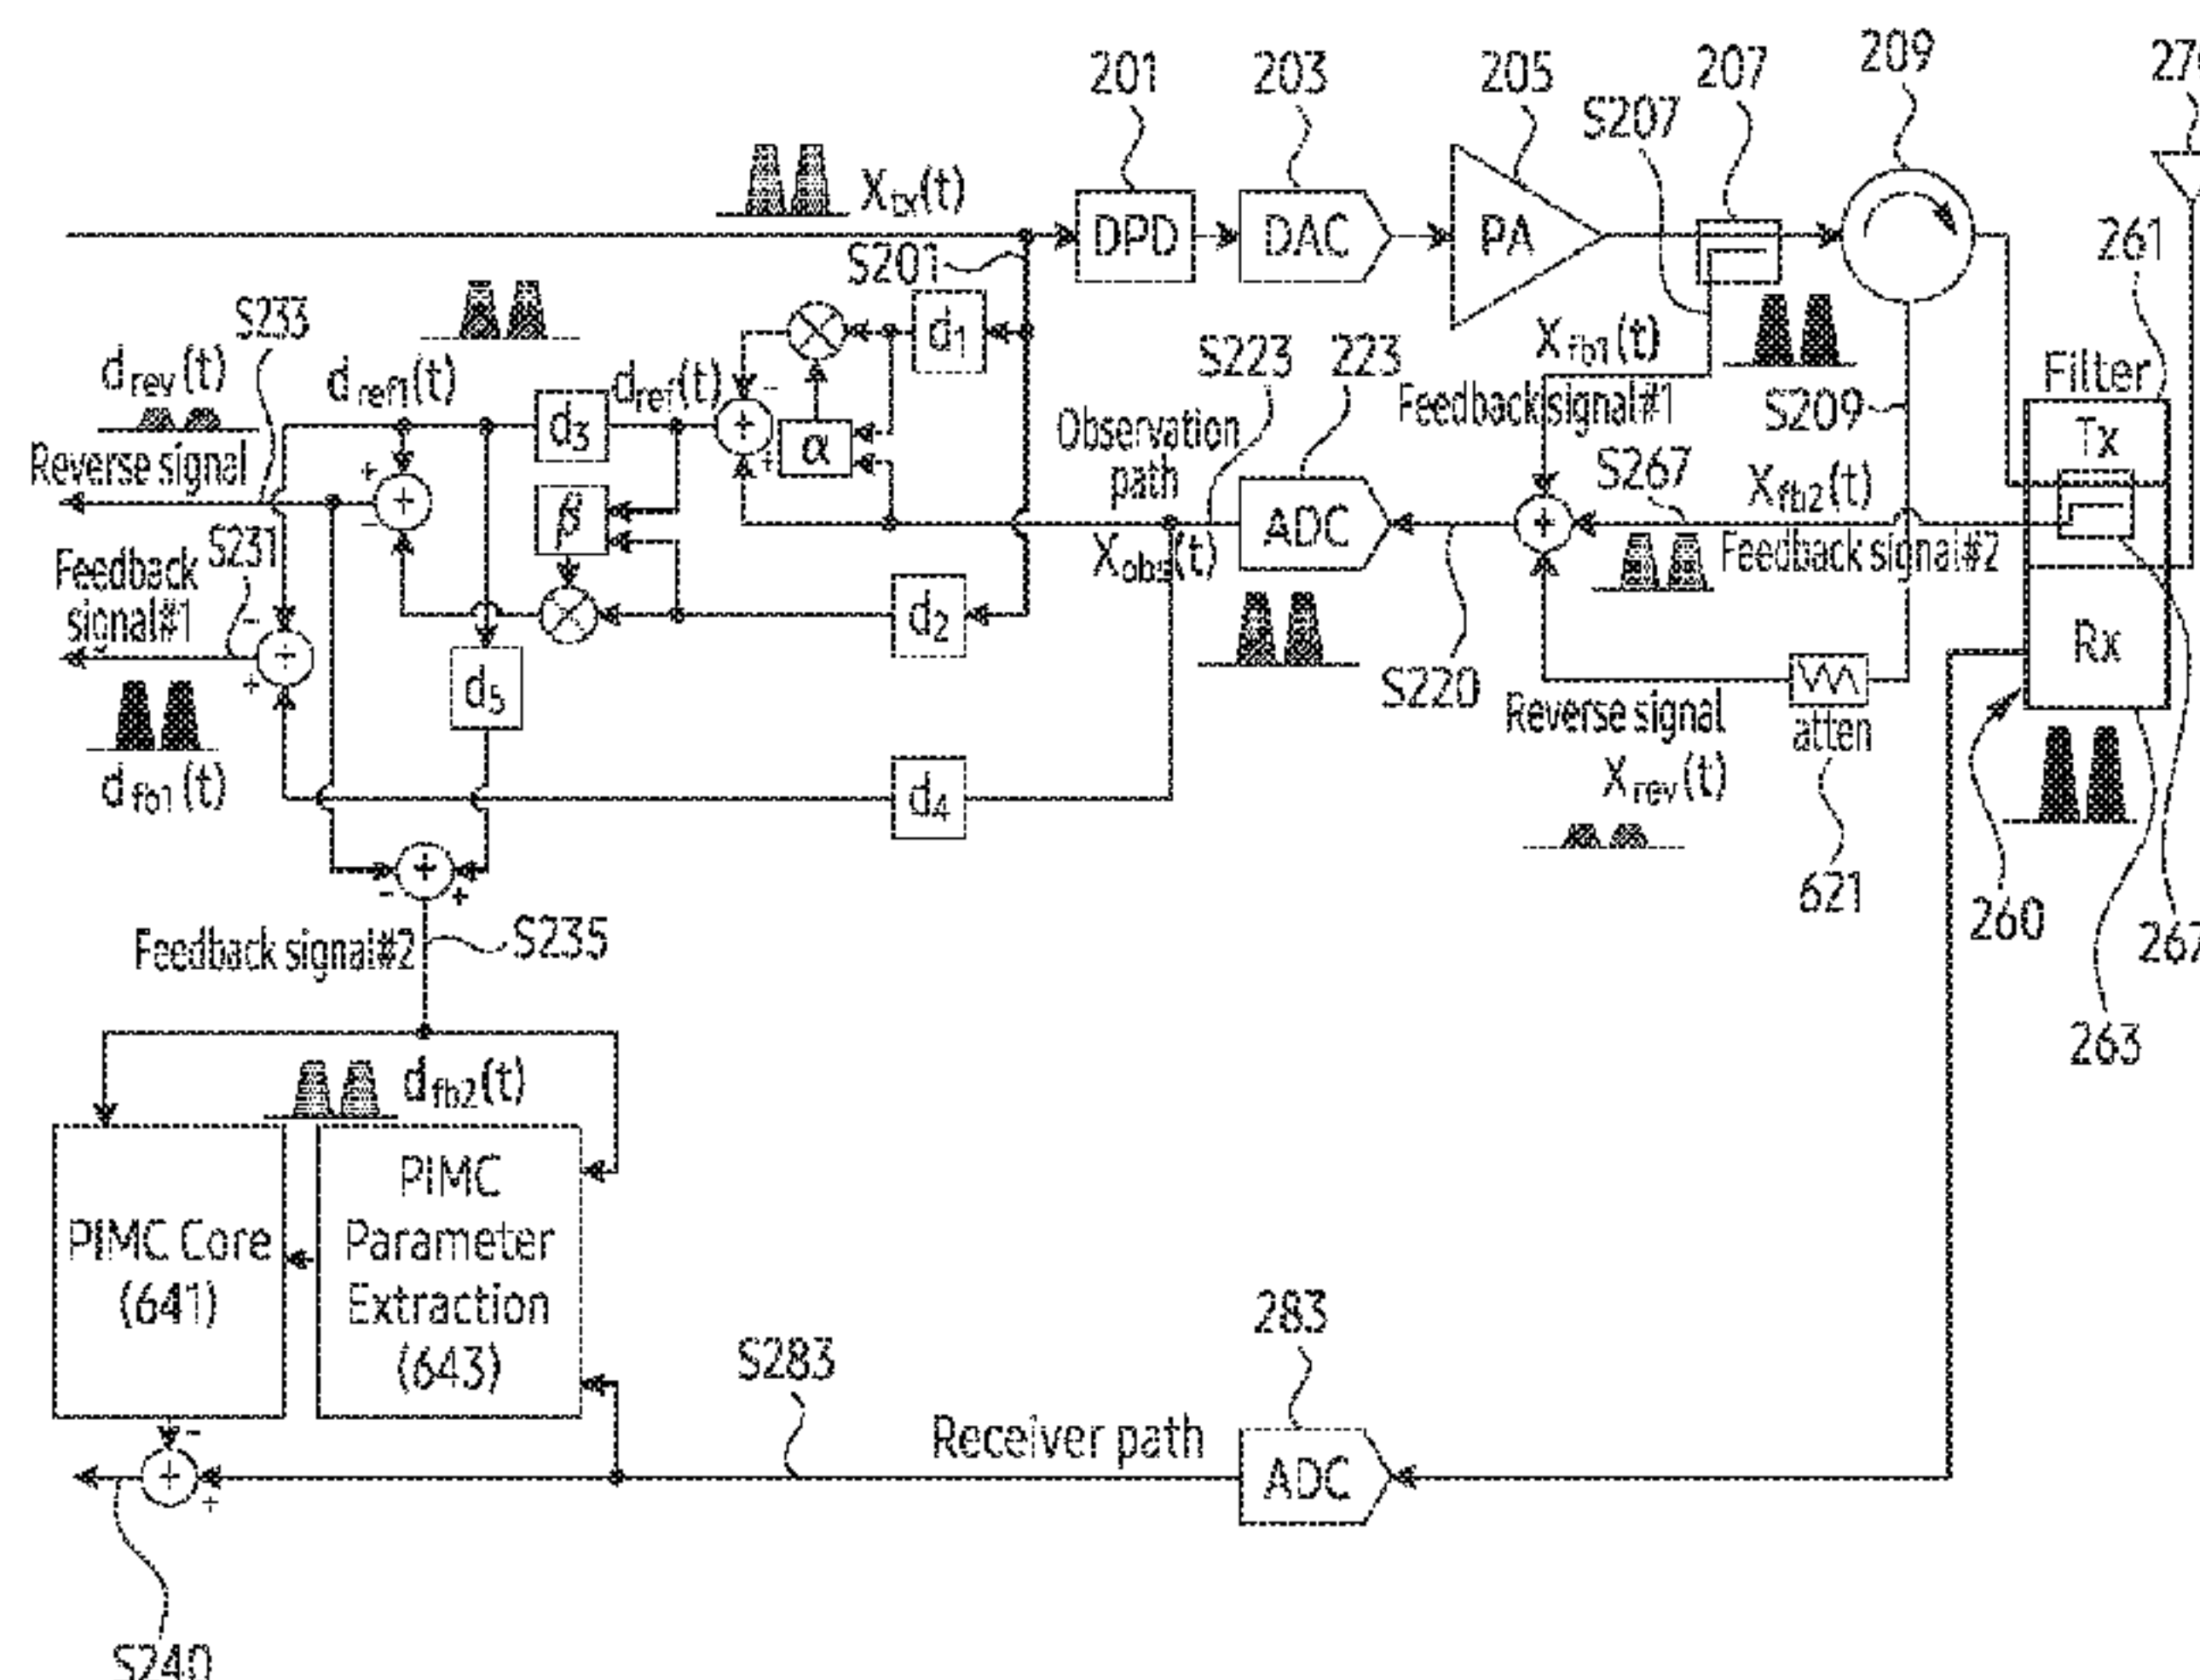 201
203
205
207
209
S207
Xtx(t)
DPD
DAC
PA
261
S201
S233
d1
Xfb1(t)
Filter
drev(t)
dref1(t)
dref(t)
S223
223
Feedback signal#1
S209
Tx
d3
+
α
Observation
path
Reverse signal
+
-
+
-
+
β
S267
Xfb2(t)
ADC
+
Xobs(t)
Feedback signal#2
S231
Feedback
signal#1
-
+
+
d2
Rx
d5
S220
Reverse signal
atten
dfb1(t)
d4
Xrev(t)
+
-
+
621
260
267
Feedback signal#2
S235
263
dfb2(t)
PIMC Core
(641)
PIMC
Parameter
Extraction
(643)
283
S283
Receiver path
ADC
-
+
+
S240